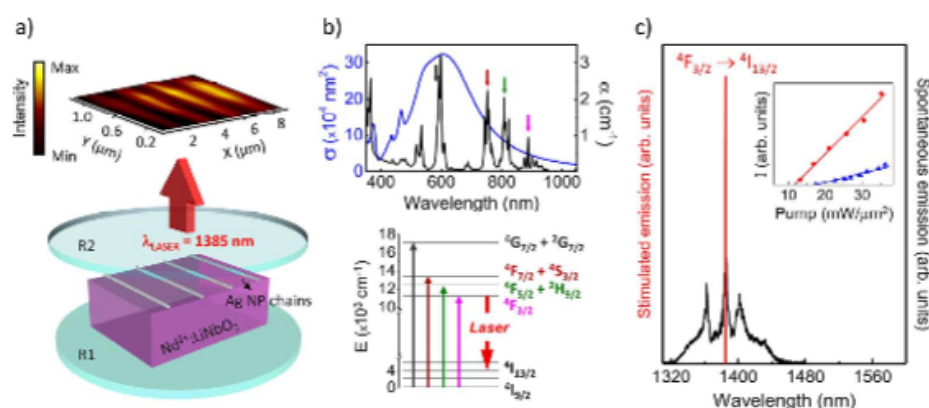 a)
Intensity
Max
Min
1.0
0.6
0.2
Y (μm)
2
4
6
8
X (μm)
R2
λLASER = 1385 nm
Ag NP chains
Nd³⁺:LiNbO₃
R1
b)
30
20
10
0
σ (x10⁴ nm²)
3
2
1
α (cm⁻¹)
400
600
800
1000
Wavelength (nm)
18
16
14
12
10
4
0
E (x10³ cm⁻¹)
⁴G₇/₂ + ²G₇/₂
⁴F₇/₂ + ⁴S₃/₂
⁴F₅/₂ + ²H₉/₂
⁴F₃/₂
Laser
⁴I₁₃/₂
⁴I₉/₂
c)
⁴F₃/₂ → ⁴I₁₃/₂
Stimulated emission (arb. units)
Spontaneous emission (arb. units)
I (arb. units)
10
20
30
Pump (mW/μm²)
1320
1400
1480
1560
Wavelength (nm)